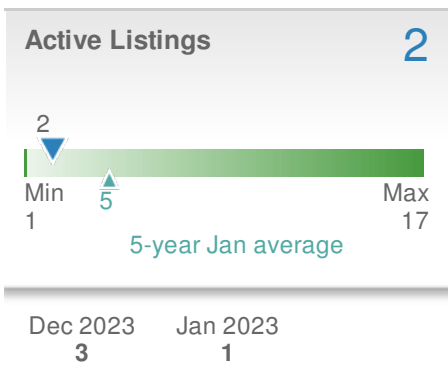 Active Listings 2
2
Min Max
1 5 17
5-year Jan average
Dec 2023 Jan 2023
3 1